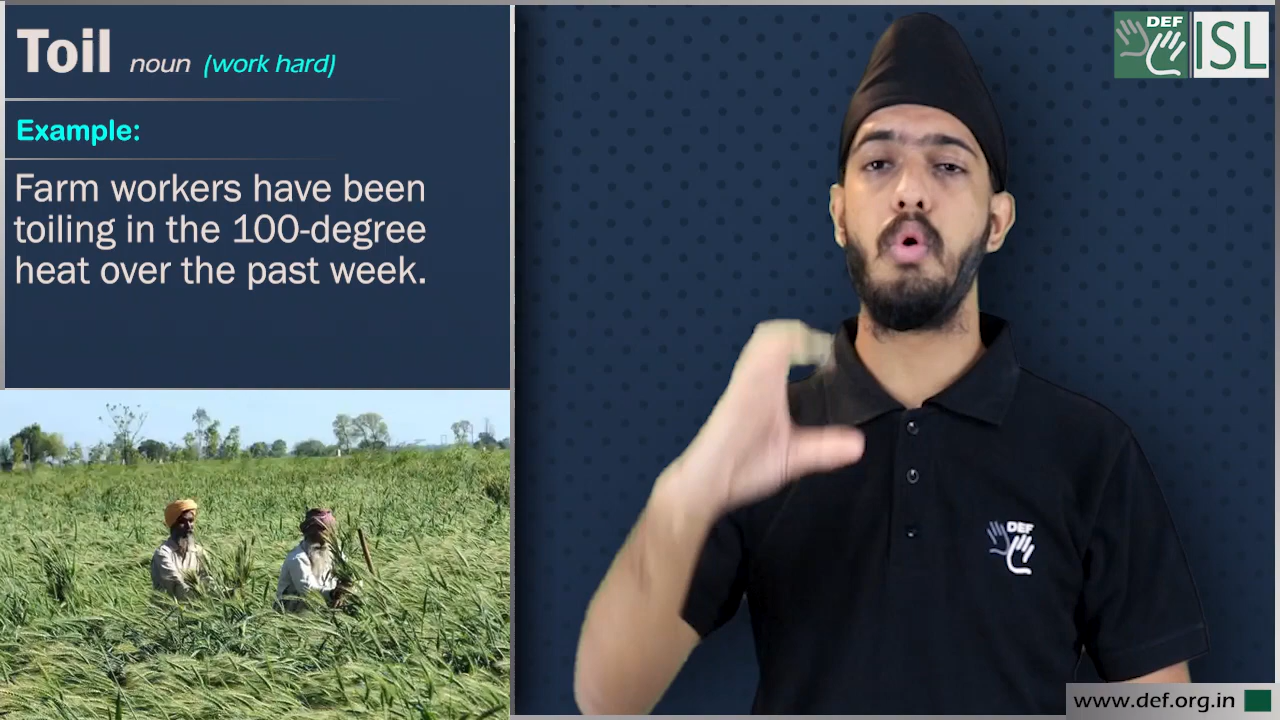 Toil noun (work hard)
Example:
Farm workers have been
toiling in the 100-degree
heat over the past week.
DEF
ISL
DEF
www.def.org.in